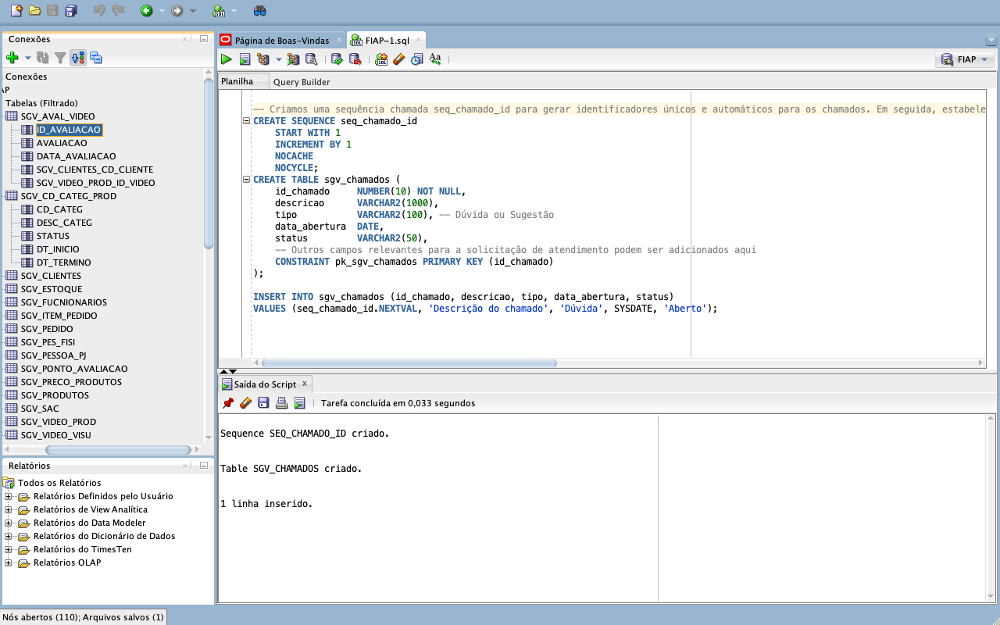 Conexões
Conexões
AP
Tabelas (Filtrado)
SGV_AVAL_VIDEO
ID_AVALIACAO
AVALIACAO
DATA_AVALIACAO
SGV_CLIENTES_CD_CLIENTE
SGV_VIDEO_PROD_ID_VIDEO
SGV_CD_CATEG_PROD
CD_CATEG
DESC_CATEG
STATUS
DT_INICIO
DT_TERMINO
SGV_CLIENTES
SGV_ESTOQUE
SGV_FUCNIONARIOS
SGV_ITEM_PEDIDO
SGV_PEDIDO
SGV_PES_FISI
SGV_PESSOA_PJ
SGV_PONTO_AVALIACAO
SGV_PRECO_PRODUTOS
SGV_PRODUTOS
SGV_SAC
SGV_VIDEO_PROD
SGV_VIDEO_VISU
Relatórios
Todos os Relatórios
Relatórios Definidos pelo Usuário
Relatórios de View Analítica
Relatórios do Data Modeler
Relatórios do Dicionário de Dados
Relatórios do TimesTen
Relatórios OLAP
Página de Boas-Vindas
FIAP~1.sql
FIAP
Planilha
Query Builder
-- Criamos uma sequência chamada seq_chamado_id para gerar identificadores únicos e automáticos para os chamados. Em seguida, estabele
CREATE SEQUENCE seq_chamado_id
START WITH 1
INCREMENT BY 1
NOCACHE
NOCYCLE;
CREATE TABLE sgv_chamados (
id_chamado NUMBER(10) NOT NULL,
descricao VARCHAR2(1000),
tipo VARCHAR2(100), -- Dúvida ou Sugestão
data_abertura DATE,
status VARCHAR2(50),
-- Outros campos relevantes para a solicitação de atendimento podem ser adicionados aqui
CONSTRAINT pk_sgv_chamados PRIMARY KEY (id_chamado)
);
INSERT INTO sgv_chamados (id_chamado, descricao, tipo, data_abertura, status)
VALUES (seq_chamado_id.NEXTVAL, 'Descrição do chamado', 'Dúvida', SYSDATE, 'Aberto');
Saída do Script
Tarefa concluída em 0,033 segundos
Sequence SEQ_CHAMADO_ID criado.
Table SGV_CHAMADOS criado.
1 linha inserido.
Nós abertos (110); Arquivos salvos (1)